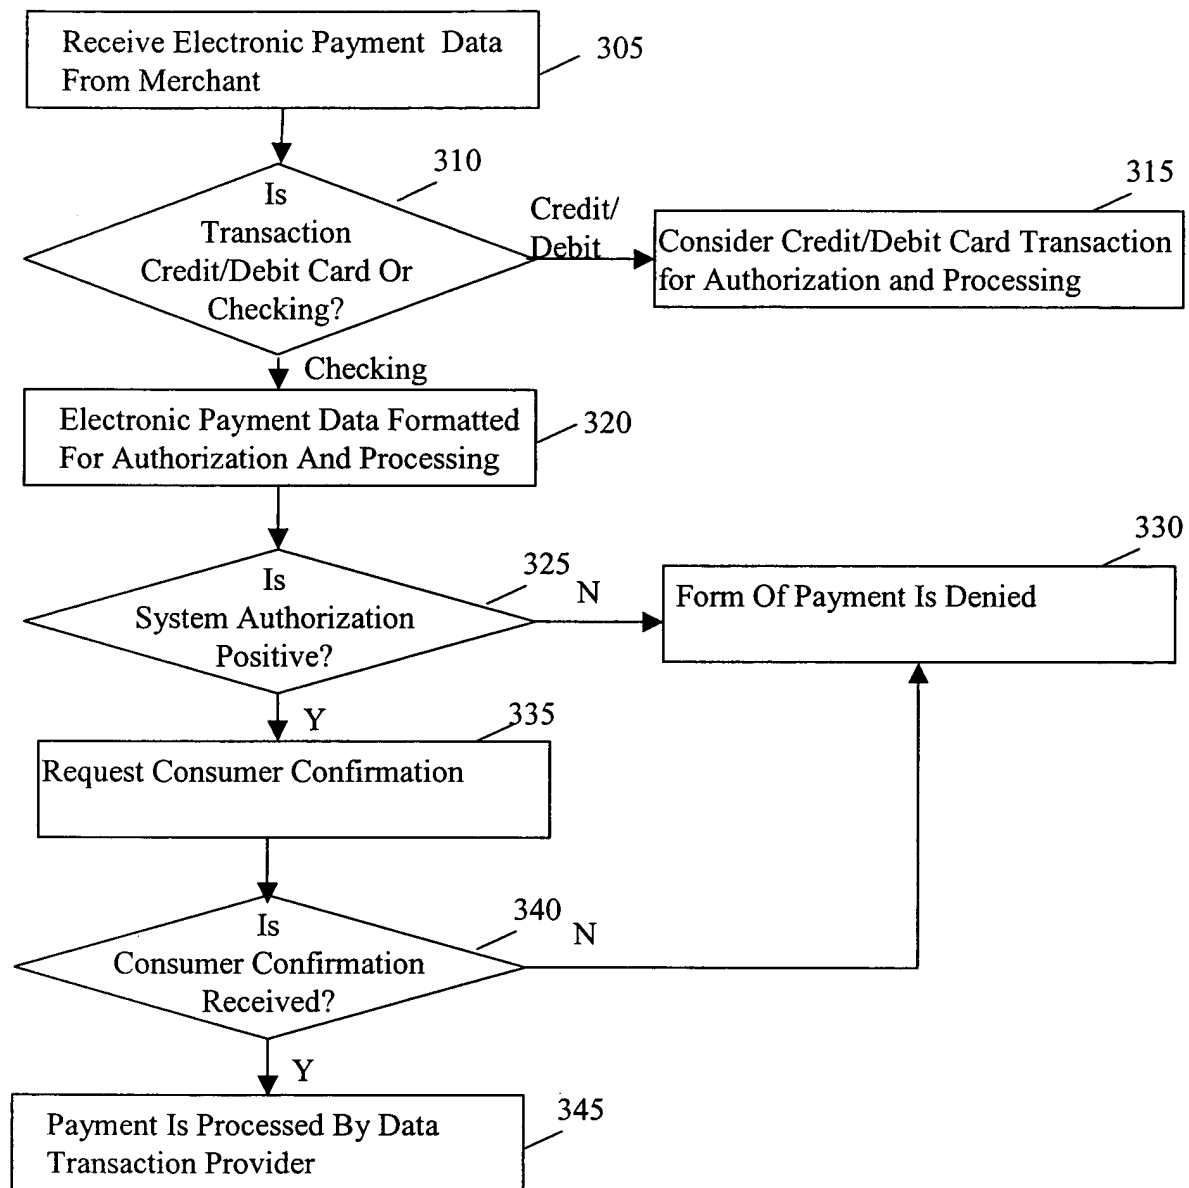 Receive Electronic Payment Data
From Merchant
305
310
Is
Transaction
Credit/Debit Card Or
Checking?
Credit/
Debit
315
Consider Credit/Debit Card Transaction
for Authorization and Processing
Checking
Electronic Payment Data Formatted
For Authorization And Processing
320
325
Is
System Authorization
Positive?
N
330
Form Of Payment Is Denied
Y
335
Request Consumer Confirmation
340
Is
Consumer Confirmation
Received?
N
Y
345
Payment Is Processed By Data
Transaction Provider